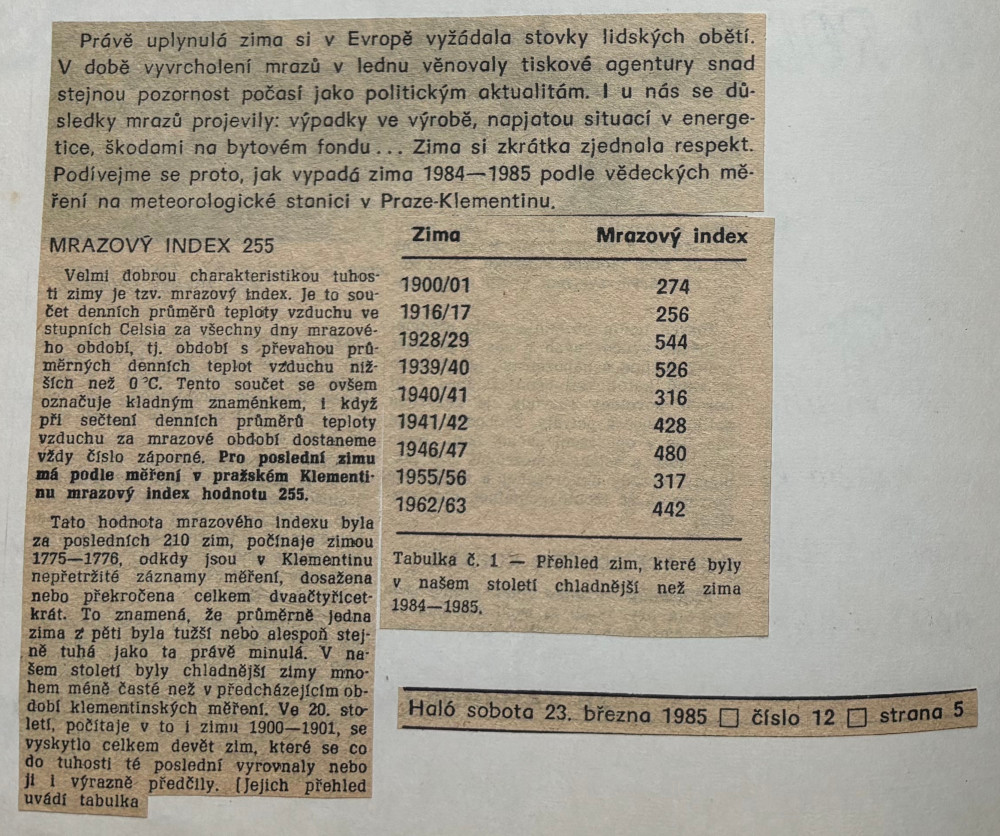 Právě uplynulá zima si v Evropě vyžádala stovky lidských obětí.
V době vyvrcholení mrazů v lednu věnovaly tiskové agentury snad
stejnou pozornost počasí jako politickým aktualitám. I u nás se dů-
sledky mrazů projevily: výpadky ve výrobě, napjatou situací v energe-
tice, škodami na bytovém fondu... Zima si zkrátka zjednala respekt.
Podívejme se proto, jak vypadá zima 1984—1985 podle vědeckých mě-
ření na meteorologické stanici v Praze-Klementinu.
MRAZOVÝ INDEX 255
Velmi dobrou charakteristikou tuhos-
ti zimy je tzv. mrazový index. Je to sou-
čet denních průměrů teploty vzduchu ve
stupních Celsia za všechny dny mrazové-
ho období, tj. období s převahou prů-
měrných denních teplot vzduchu niž-
ších než 0 °C. Tento součet se ovšem
označuje kladným znaménkem, i když
při sečtení denních průměrů teploty
vzduchu za mrazové období dostaneme
vždy číslo záporné. Pro poslední zimu
má podle měření v pražském Klementi-
nu mrazový index hodnotu 255.
Tato hodnota mrazového indexu byla
za posledních 210 zim, počínaje zimou
1775—1776, odkdy jsou v Klementinu
nepřetržité záznamy měření, dosažena
nebo překročena celkem dvaačtyřicet-
krát. To znamená, že průměrně jedna
zima z pěti byla tužší nebo alespoň stej-
ně tuhá jako ta právě minulá. V na-
šem století byly chladnější zimy mno-
hem méně časté než v předcházejícím ob-
dobí klementinských měření. Ve 20. sto-
letí, počítaje v to i zimu 1900—1901, se
vyskytlo celkem devět zim, které se co
do tuhosti té poslední vyrovnaly nebo
ji i výrazně předčily. (Jejich přehled
uvádí tabulka
Zima Mrazový index
1900/01 274
1916/17 256
1928/29 544
1939/40 526
1940/41 316
1941/42 428
1946/47 480
1955/56 317
1962/63 442
Tabulka č. 1 — Přehled zim, které byly
v našem století chladnější než zima
1984—1985.
Haló sobota 23. března 1985 □ číslo 12 □ strana 5